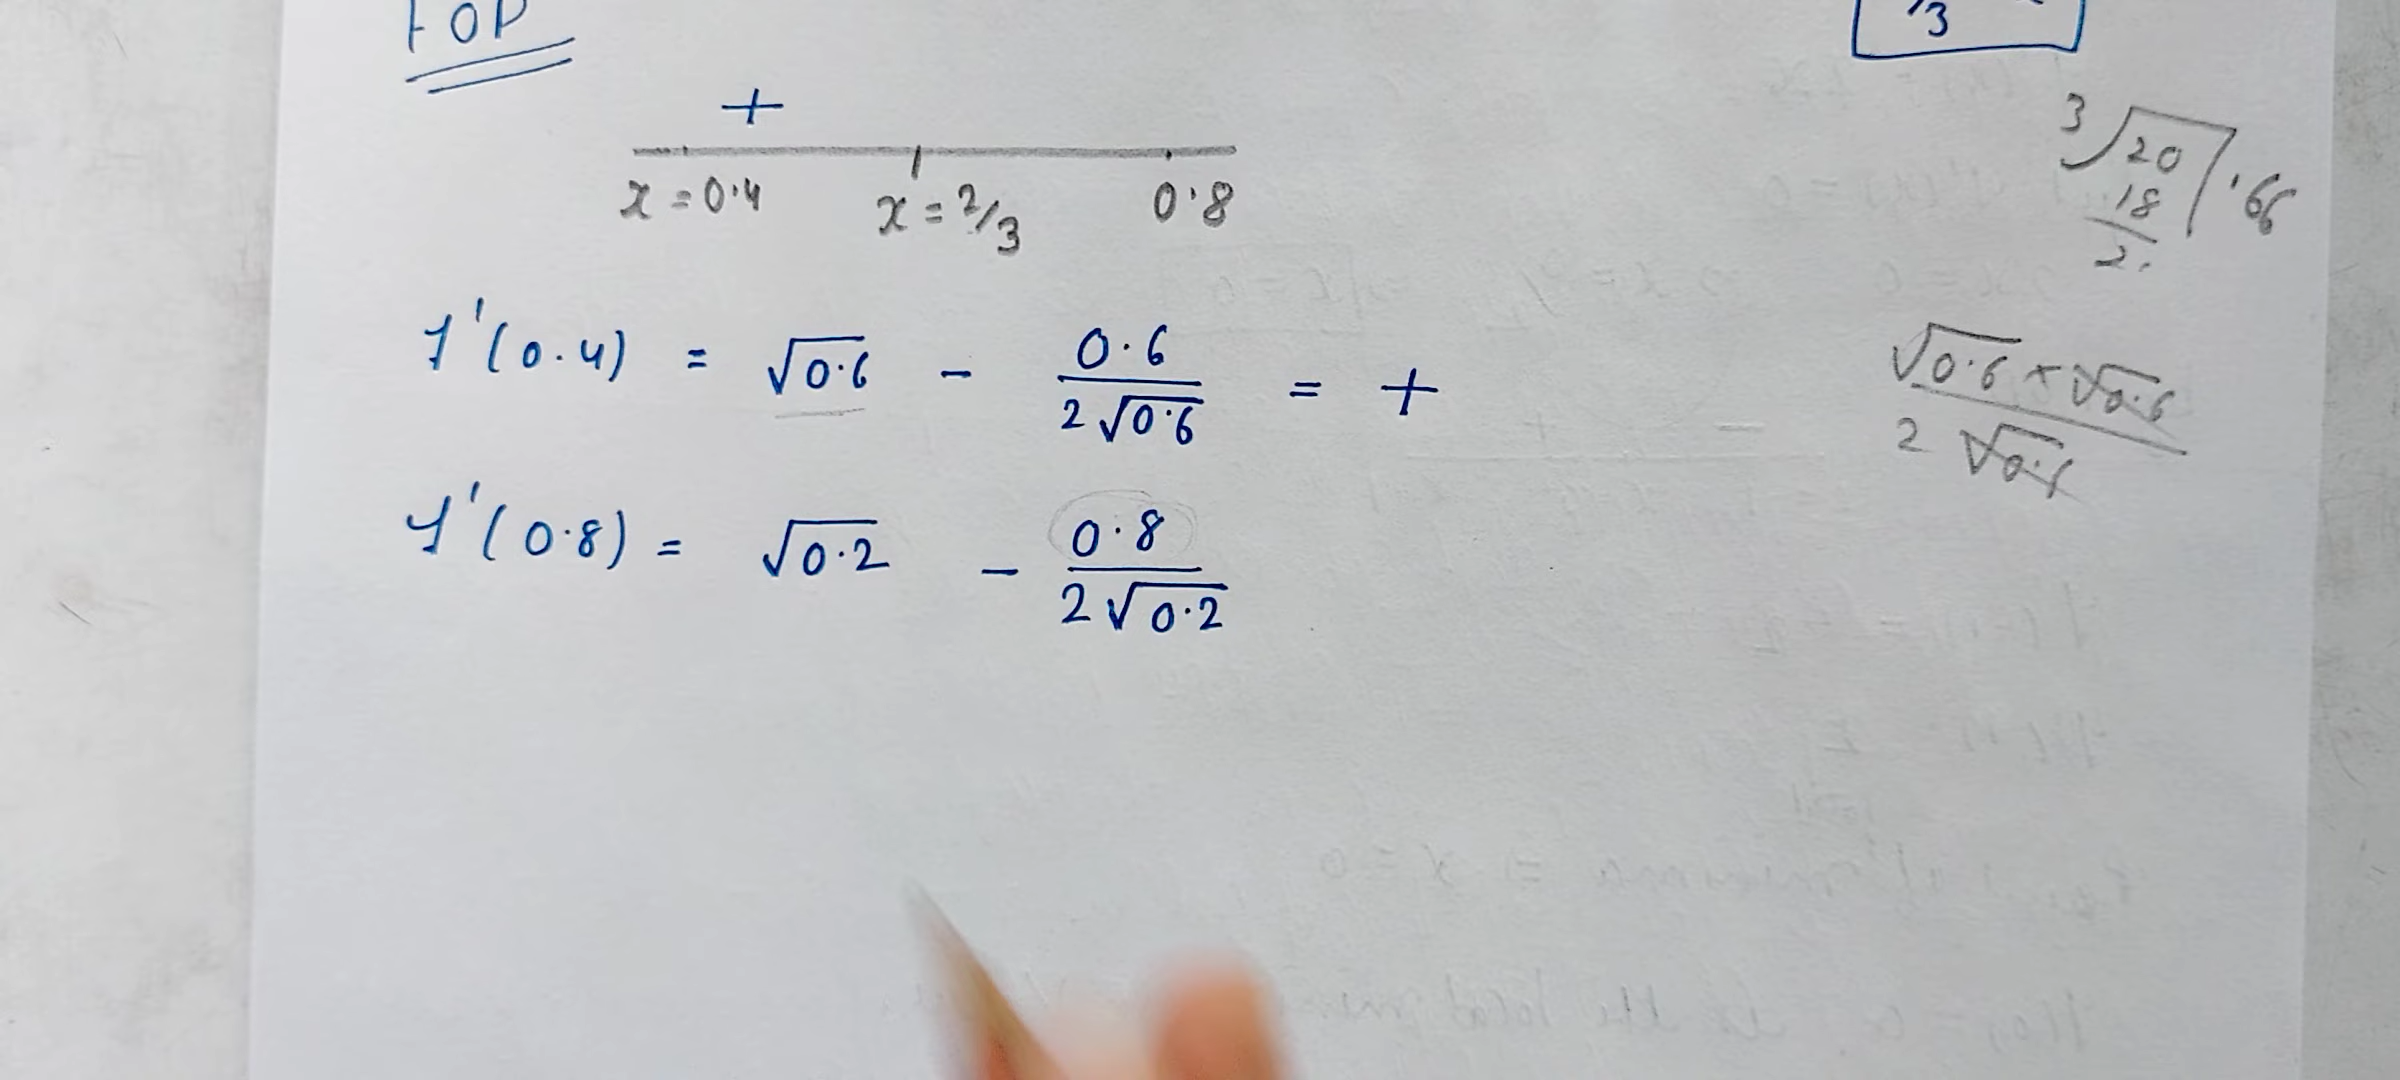 FOP
3
+
x = 0.4 x = 2/3 0.8
3 20 .66
18
2.
f'(0.4) = √0.6 - 0.6 / 2√0.6 = +
√0.6 × √0.6 / 2 √0.6
f'(0.8) = √0.2 - 0.8 / 2√0.2